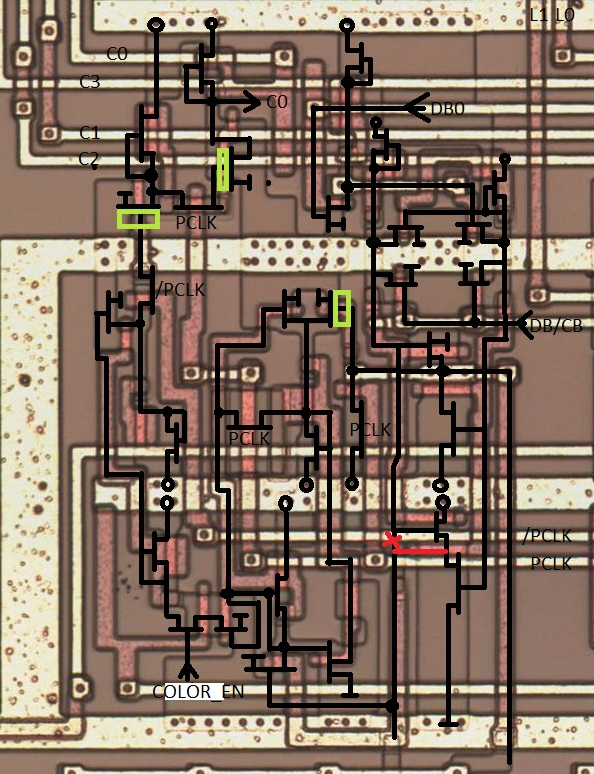 L1 L0
C0
C3
C0
DB0
C1
C2
PCLK
/PCLK
DB/CB
PCLK
PCLK
/PCLK
PCLK
COLOR_EN